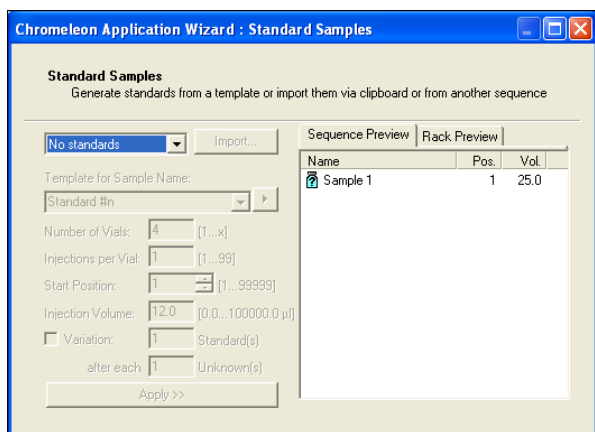 Chromeleon Application Wizard : Standard Samples
Standard Samples
Generate standards from a template or import them via clipboard or from another sequence
No standards
Import...
Template for Sample Name:
Standard #n
Number of Vials: 4 [1...x]
Injections per Vial: 1 [1...99]
Start Position: 1 [1...99999]
Injection Volume: 12.0 [0.0...100000.0 µl]
Variation: 1 Standard(s)
after each 1 Unknown(s)
Apply >>
Sequence Preview Rack Preview
Name Pos. Vol.
Sample 1 1 25.0